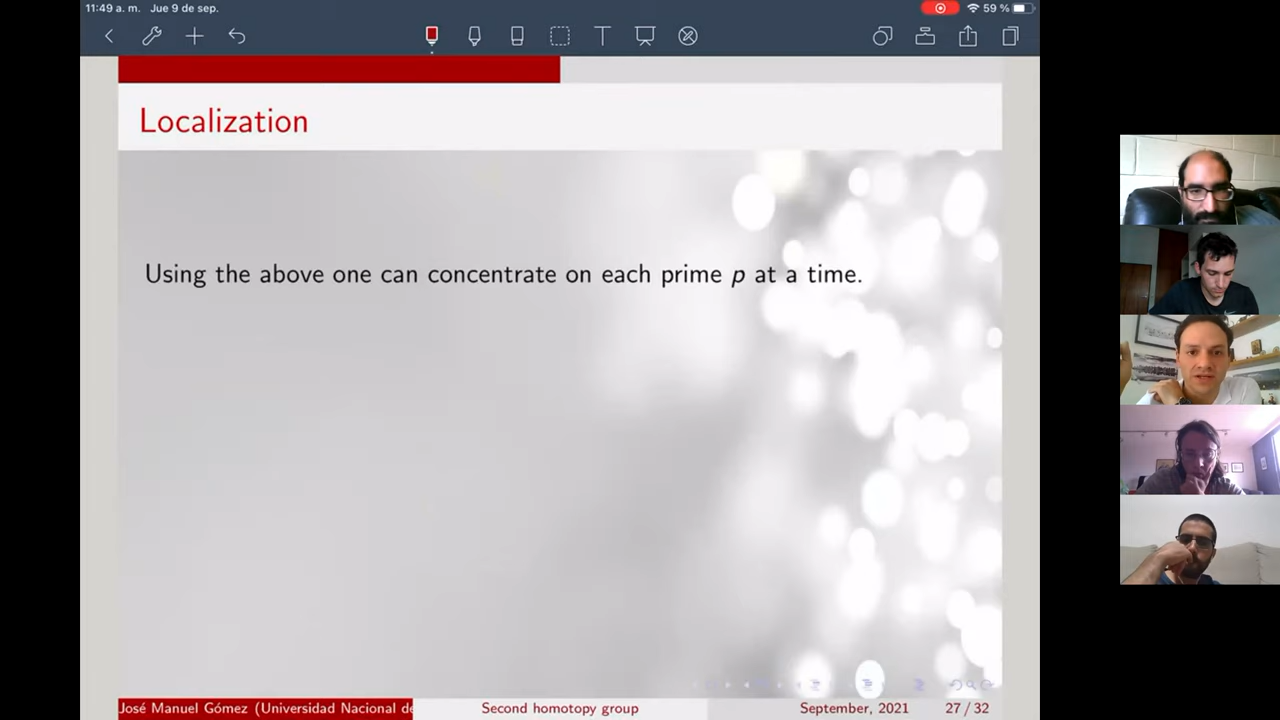 11:49 a. m. Jue 9 de sep.
59 %
Localization
Using the above one can concentrate on each prime p at a time.
José Manuel Gómez (Universidad Nacional de
Second homotopy group
September, 2021
27 / 32